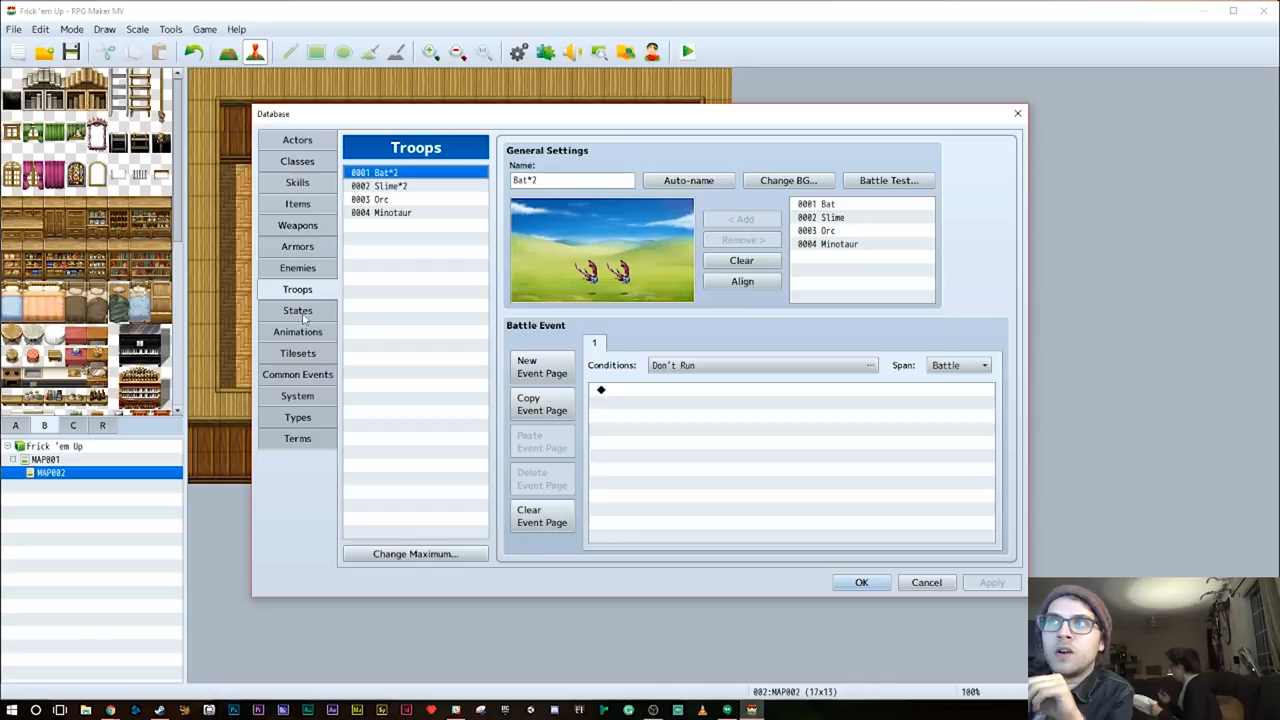 Frick 'em Up - RPG Maker MV
File Edit Mode Draw Scale Tools Game Help
Database
Actors
Classes
Skills
Items
Weapons
Armors
Enemies
Troops
States
Animations
Tilesets
Common Events
System
Types
Terms
Troops
0001 Bat*2
0002 Slime*2
0003 Orc
0004 Minotaur
Change Maximum...
General Settings
Name:
Bat*2
Auto-name
Change BG...
Battle Test...
< Add
Remove >
Clear
Align
0001 Bat
0002 Slime
0003 Orc
0004 Minotaur
Battle Event
New
Event Page
Copy
Event Page
Paste
Event Page
Delete
Event Page
Clear
Event Page
1
Conditions: Don't Run ... Span: Battle
OK Cancel Apply
A B C R
Frick 'em Up
MAP001
MAP002
002:MAP002 (17x13) 100%